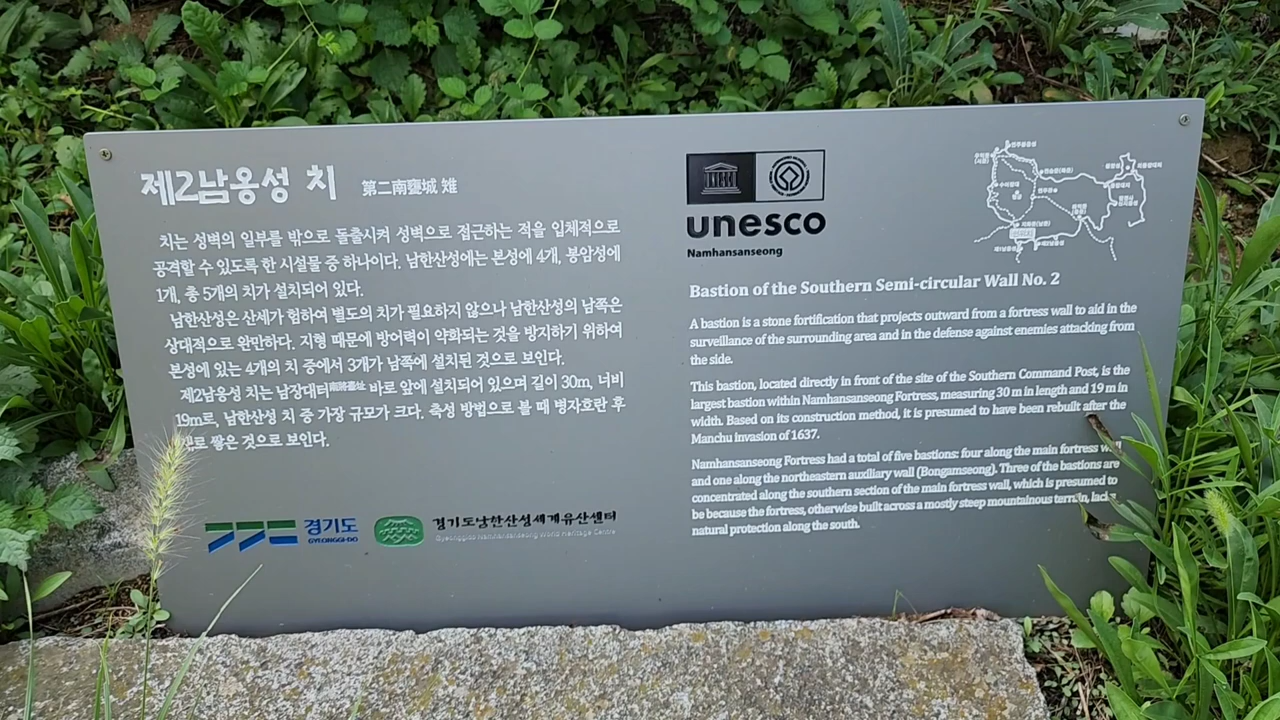 제2남옹성 치 第二南甕城 雉
치는 성벽의 일부를 밖으로 돌출시켜 성벽으로 접근하는 적을 입체적으로
공격할 수 있도록 한 시설물 중 하나이다. 남한산성에는 본성에 4개, 봉암성에
1개, 총 5개의 치가 설치되어 있다.
남한산성은 산세가 험하여 별도의 치가 필요하지 않으나 남한산성의 남쪽은
상대적으로 완만하다. 지형 때문에 방어력이 약화되는 것을 방지하기 위하여
본성에 있는 4개의 치 중에서 3개가 남쪽에 설치된 것으로 보인다.
제2남옹성 치는 남장대터南將臺址 바로 앞에 설치되어 있으며 길이 30m, 너비
19m로, 남한산성 치 중 가장 규모가 크다. 축성 방법으로 볼 때 병자호란 후
쌓은 것으로 보인다.
경기도
GYEONGGI-DO
경기도남한산성세계유산센터
Gyeonggido Namhansanseong World Heritage Centre
unesco
Namhansanseong
Bastion of the Southern Semi-circular Wall No. 2
A bastion is a stone fortification that projects outward from a fortress wall to aid in the
surveillance of the surrounding area and in the defense against enemies attacking from
the side.
This bastion, located directly in front of the site of the Southern Command Post, is the
largest bastion within Namhansanseong Fortress, measuring 30 m in length and 19 m in
width. Based on its construction method, it is presumed to have been rebuilt after the
Manchu invasion of 1637.
Namhansanseong Fortress had a total of five bastions: four along the main fortress wall
and one along the northeastern auxiliary wall (Bongamseong). Three of the bastions are
concentrated along the southern section of the main fortress wall, which is presumed to
be because the fortress, otherwise built across a mostly steep mountainous terrain, lacks
natural protection along the south.